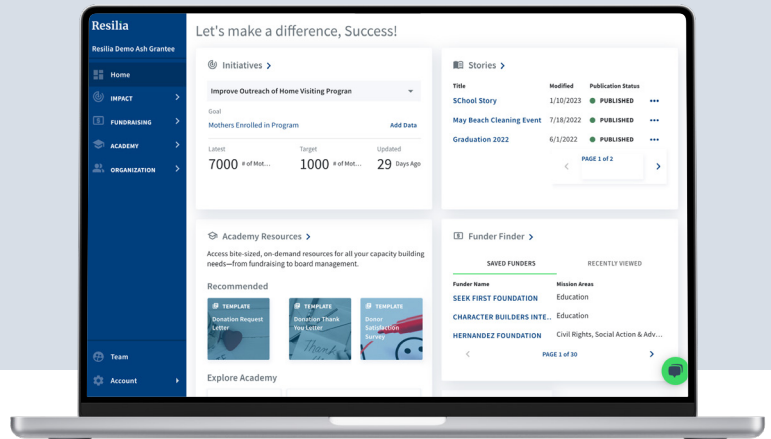 Resilia
Resilia Demo Ash Grantee
Home
IMPACT
FUNDRAISING
ACADEMY
ORGANIZATION
Team
Account
Let's make a difference, Success!
Initiatives
Improve Outreach of Home Visiting Progran
Goal
Mothers Enrolled in Program
Add Data
Latest Target Updated
7000 # of Mot... 1000 # of Mot... 29 Days Ago
Stories
Title Modified Publication Status
SChool Story 1/10/2023 PUBLISHED
May Beach Cleaning Event 7/18/2022 PUBLISHED
Graduation 2022 6/1/2022 PUBLISHED
PAGE 1 of 2
Academy Resources
Access bite-sized, on-demand resources for all your capacity building
needs—from fundraising to board management.
Recommended
TEMPLATE
Donation Request
Letter
TEMPLATE
Donation Thank
You Letter
Thank
TEMPLATE
Donor
Satisfaction
Survey
Explore Academy
Funder Finder
SAVED FUNDERS RECENTLY VIEWED
Funder Name Mission Areas
SEEK FIRST FOUNDATION Education
CHARACTER BUILDERS INTE.. Education
HERNANDEZ FOUNDATION Civil Rights, Social Action & Adv...
PAGE 1 of 30